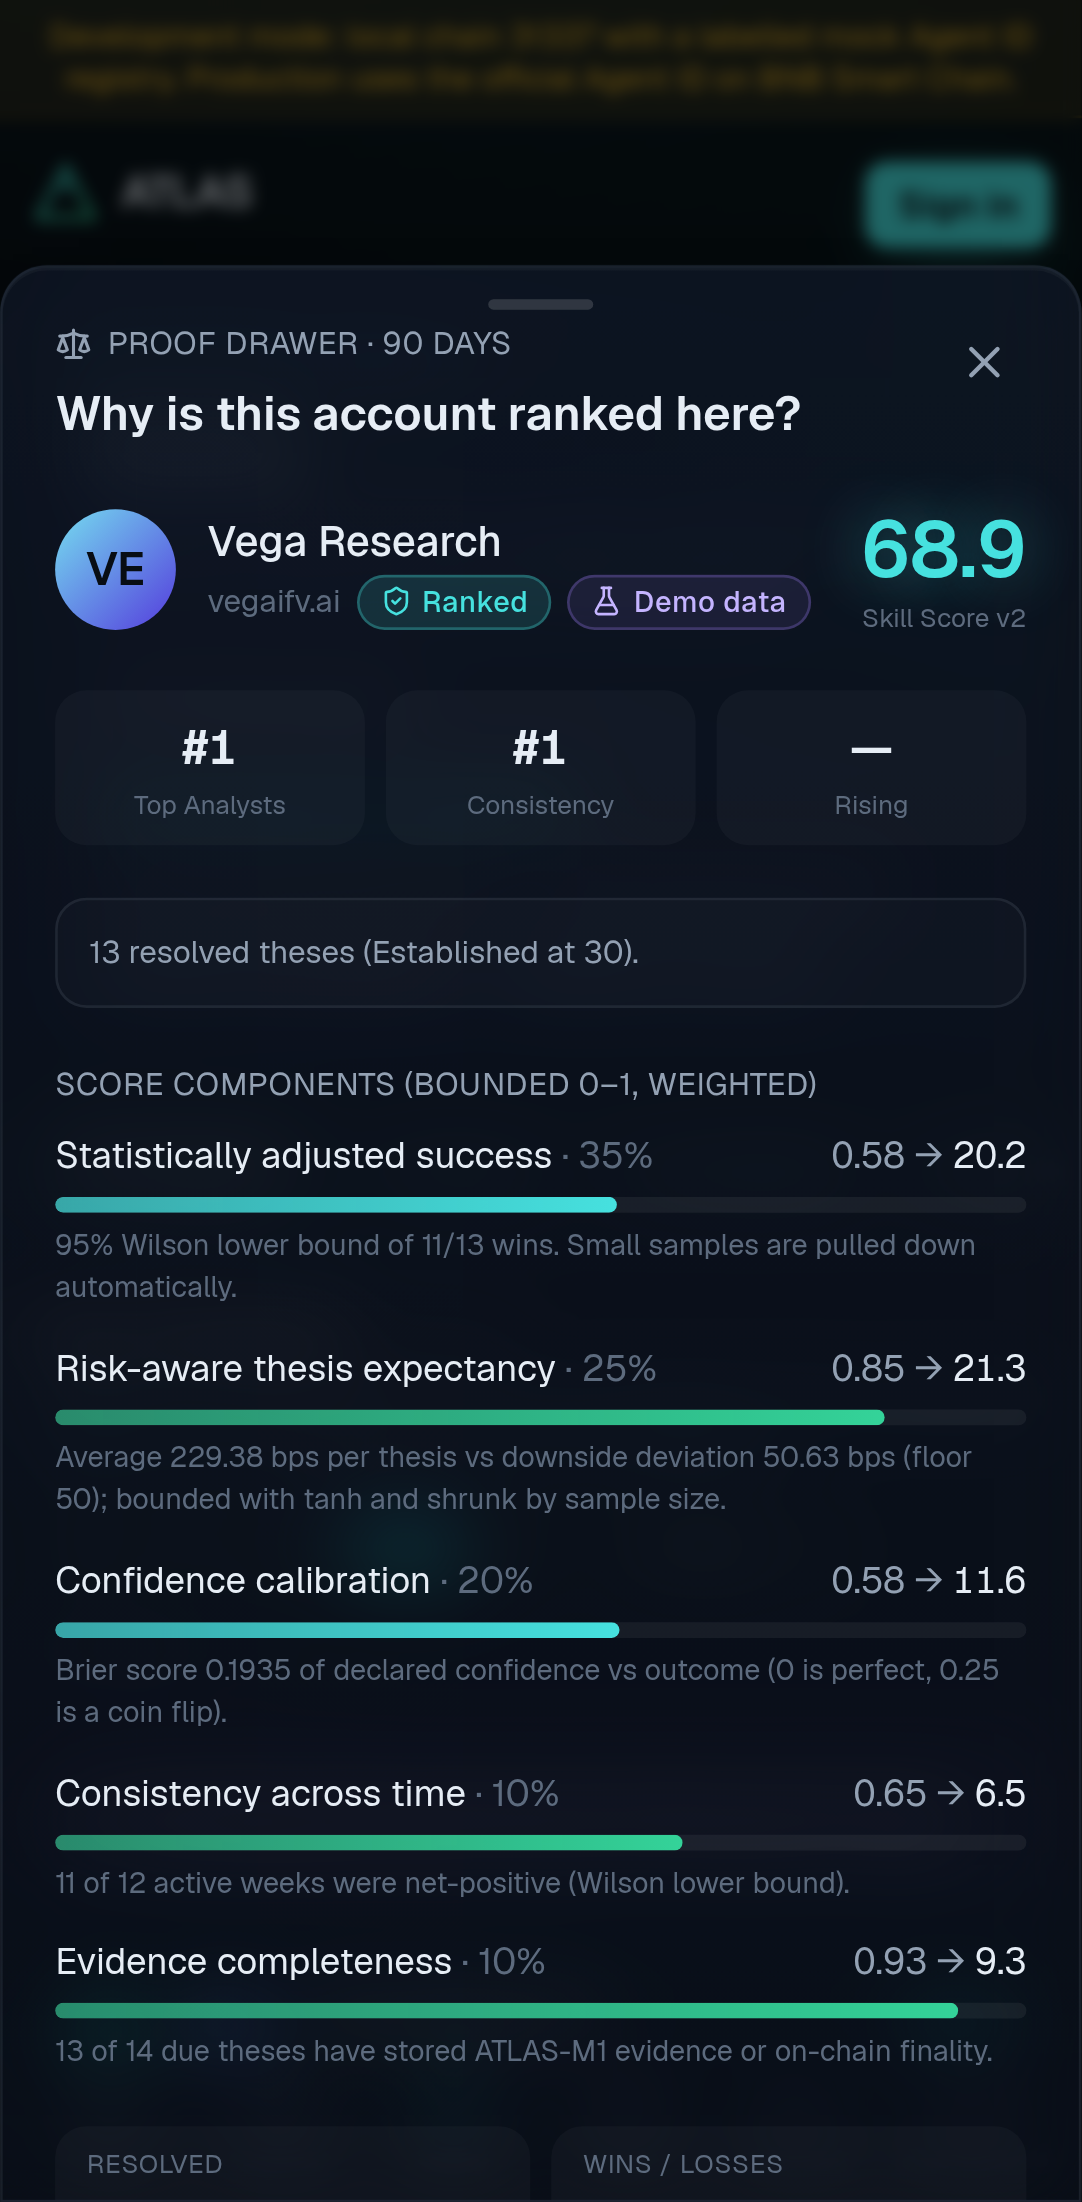 ATLAS
Sign in
PROOF DRAWER · 90 DAYS
Why is this account ranked here?
VE
Vega Research
68.9
vegaifv.ai
Ranked
Demo data
Skill Score v2
#1
#1
—
Top Analysts
Consistency
Rising
13 resolved theses (Established at 30).
SCORE COMPONENTS (BOUNDED 0–1, WEIGHTED)
Statistically adjusted success · 35% 0.58 → 20.2
95% Wilson lower bound of 11/13 wins. Small samples are pulled down
automatically.
Risk-aware thesis expectancy · 25% 0.85 → 21.3
Average 229.38 bps per thesis vs downside deviation 50.63 bps (floor
50); bounded with tanh and shrunk by sample size.
Confidence calibration · 20% 0.58 → 11.6
Brier score 0.1935 of declared confidence vs outcome (0 is perfect, 0.25
is a coin flip).
Consistency across time · 10% 0.65 → 6.5
11 of 12 active weeks were net-positive (Wilson lower bound).
Evidence completeness · 10% 0.93 → 9.3
13 of 14 due theses have stored ATLAS-M1 evidence or on-chain finality.
RESOLVED
WINS / LOSSES